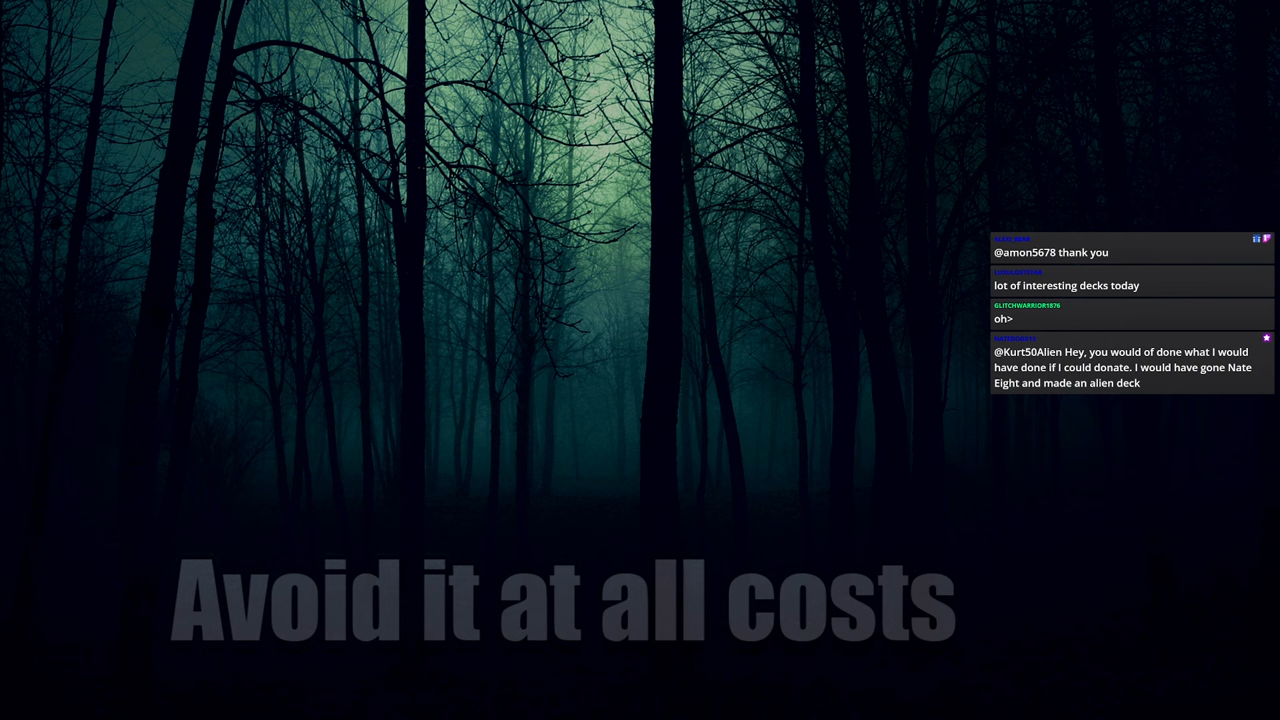 @amon5678 thank you
lot of interesting decks today
GLITCHWARRIOR1876
oh>
@Kurt50Alien Hey, you would of done what I would
have done if I could donate. I would have gone Nate
Eight and made an alien deck
Avoid it at all costs